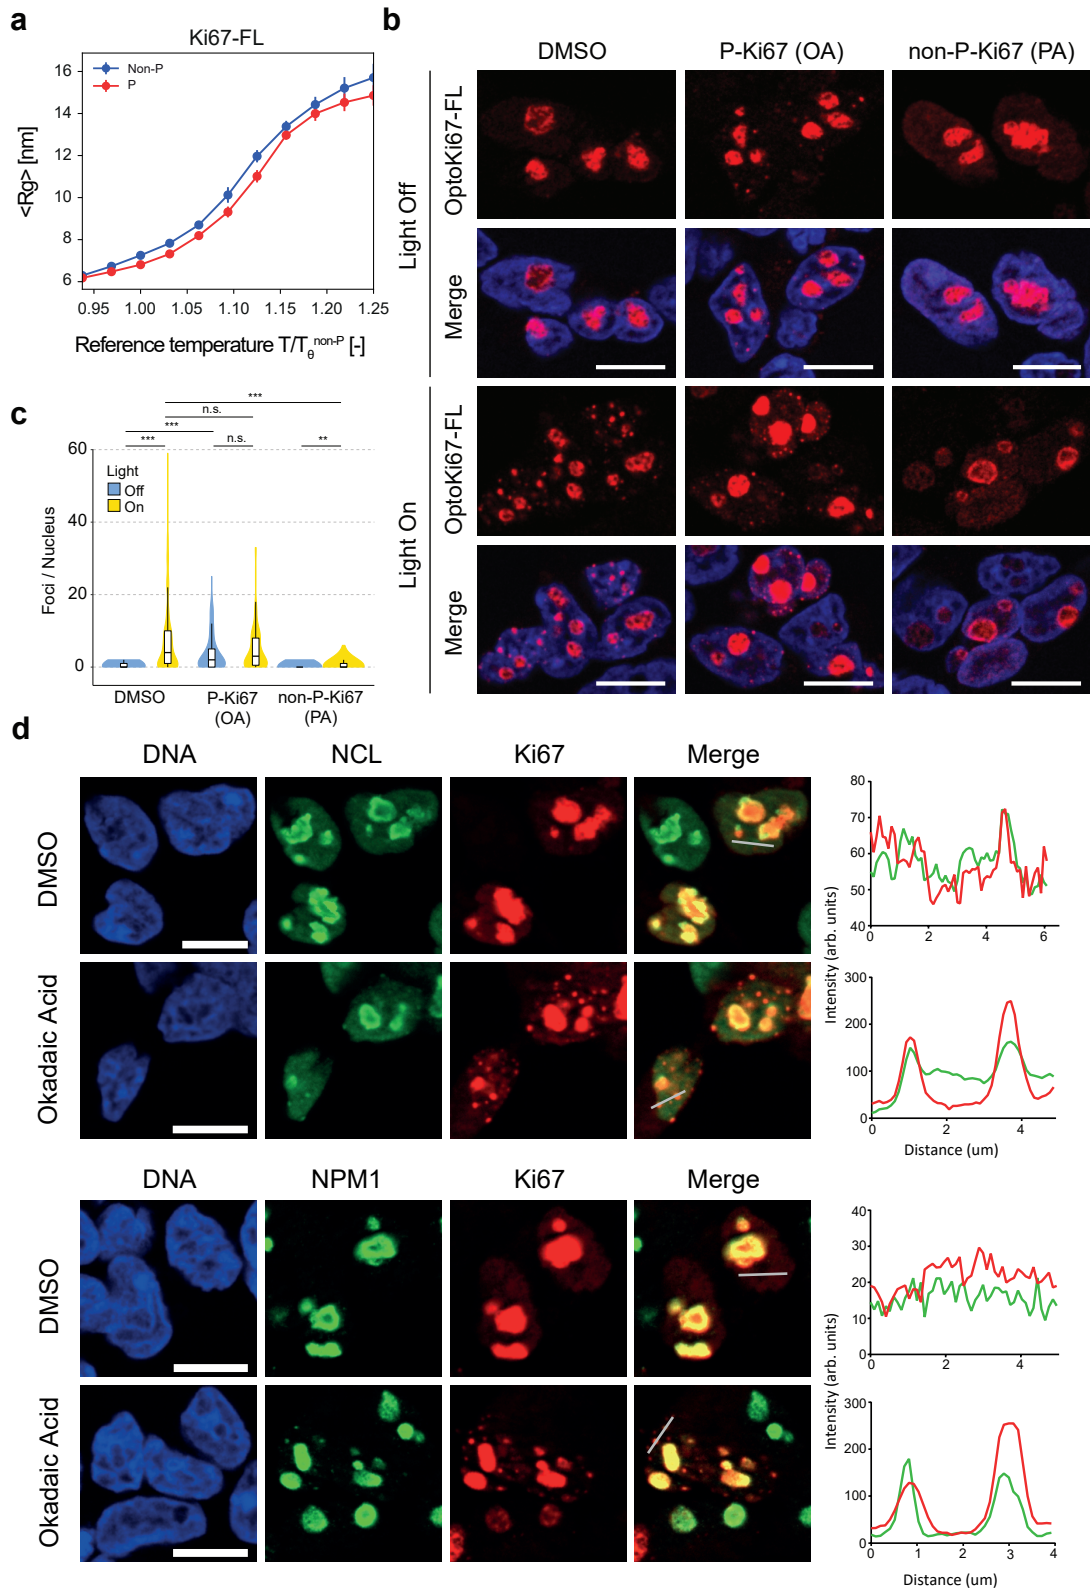 a
Ki67-FL
Non-P
P
16
14
12
10
8
6
<Rg> [nm]
0.95
1.00
1.05
1.10
1.15
1.20
1.25
Reference temperature T/Tθnon-P [-]
b
DMSO
P-Ki67 (OA)
non-P-Ki67 (PA)
Light Off
OptoKi67-FL
Merge
Light On
OptoKi67-FL
Merge
c
***
n.s.
***
***
n.s.
**
60
40
20
0
Foci / Nucleus
Light
Off
On
DMSO
P-Ki67
(OA)
non-P-Ki67
(PA)
d
DNA
NCL
Ki67
Merge
DMSO
Okadaic Acid
80
70
60
50
40
0
2
4
6
Intensity (arb. units)
300
200
100
0
0
2
4
Distance (um)
DNA
NPM1
Ki67
Merge
DMSO
Okadaic Acid
40
30
20
10
0
0
2
4
Intensity (arb. units)
300
200
100
0
0
1
2
3
4
Distance (um)